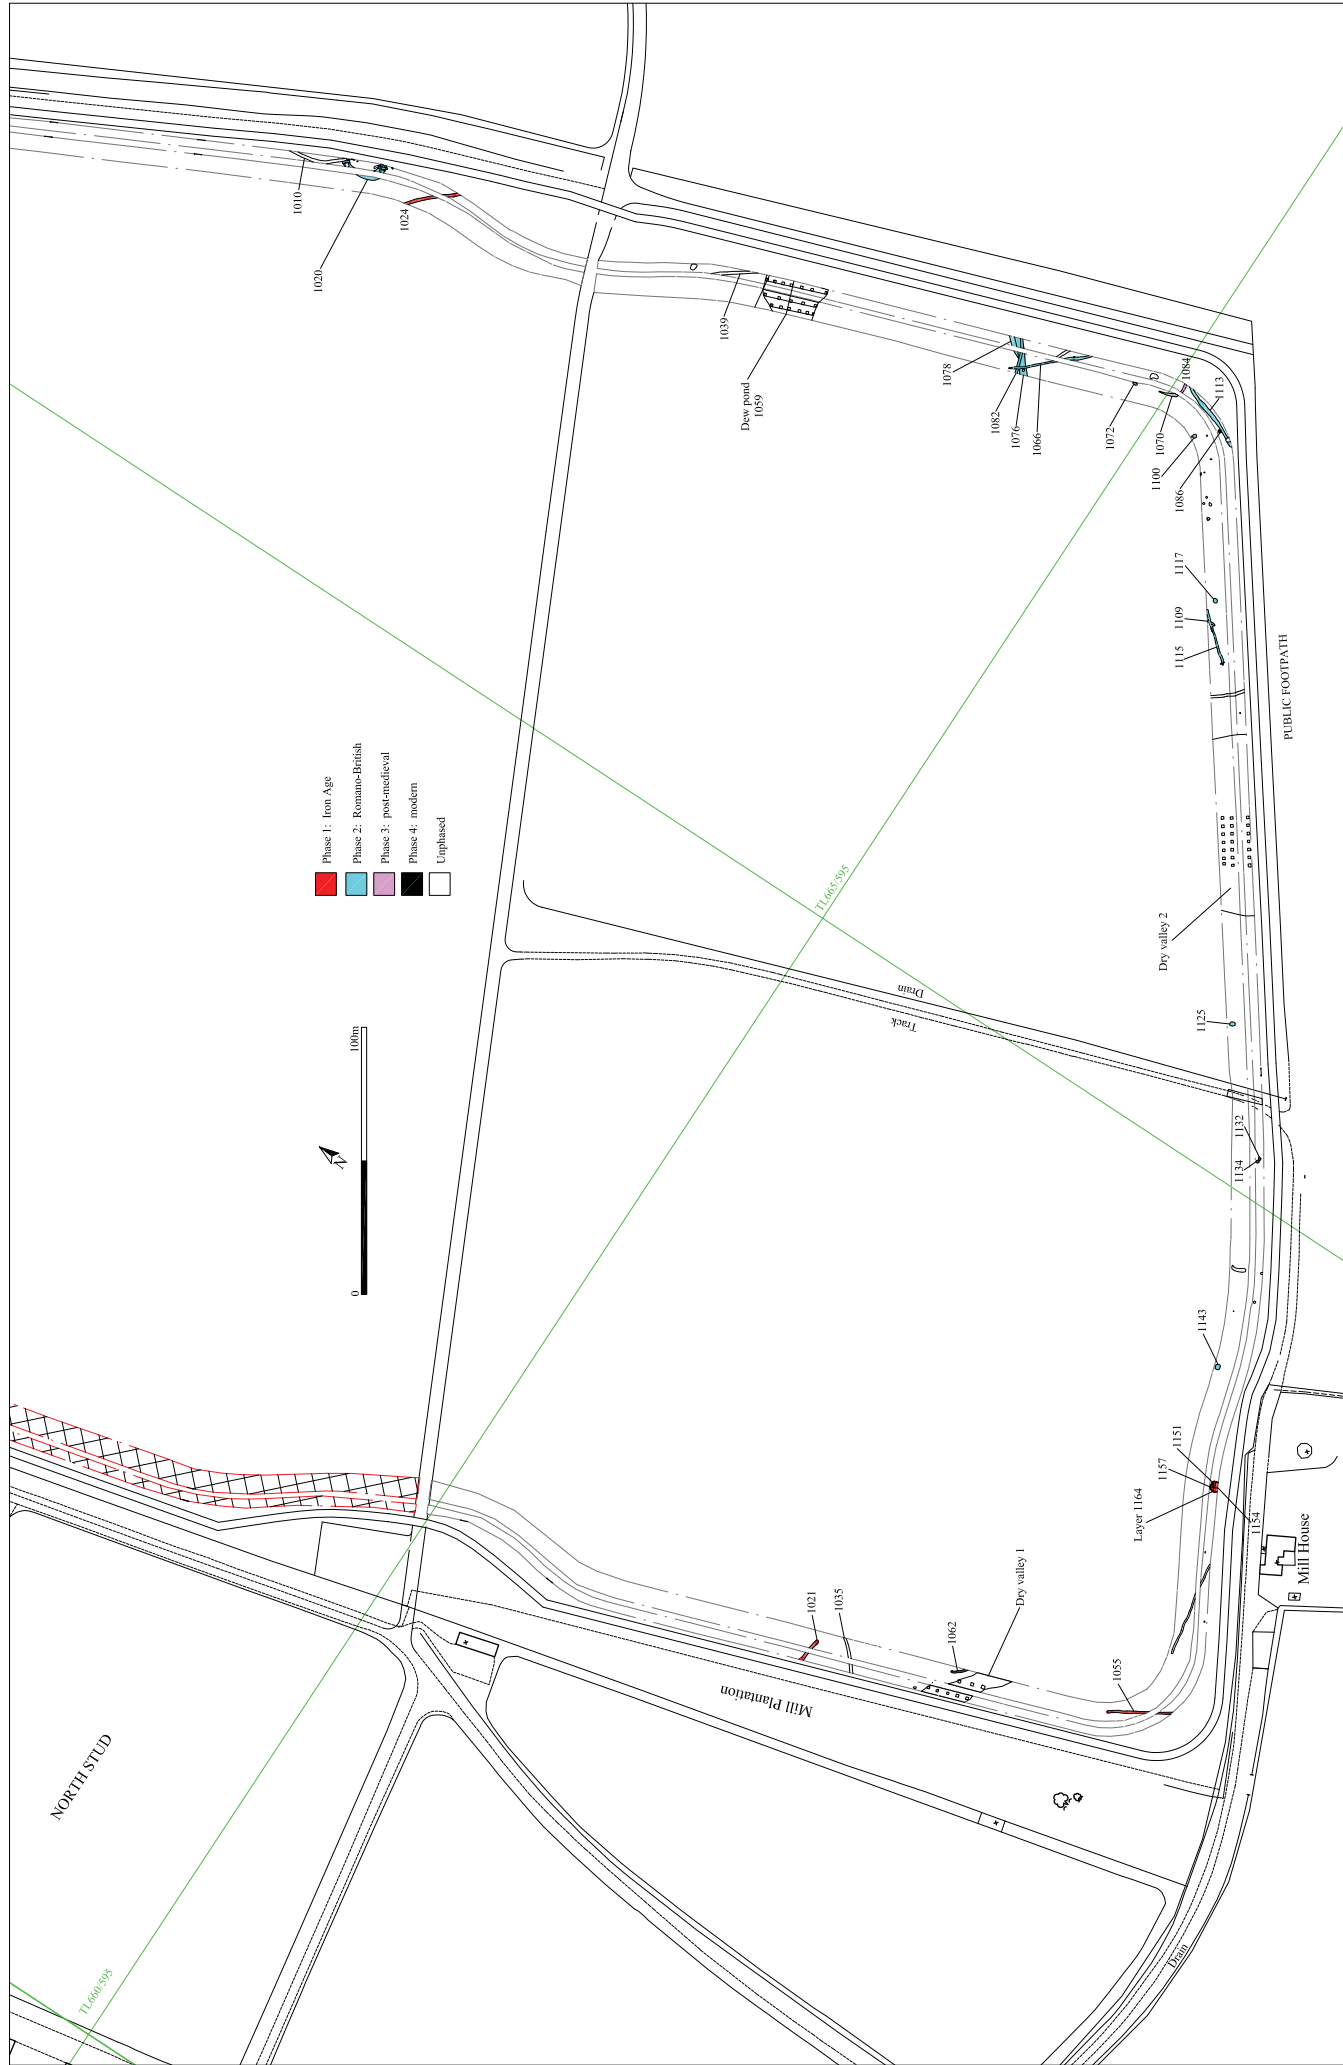 NORTH STUD
TL660/595
Mill Plantation
Drain
Mill House
Phase 1: Iron Age
Phase 2: Romano-British
Phase 3: post-medieval
Phase 4: modern
Unphased
0
100m
N
TL665/595
Track
Drain
PUBLIC FOOTPATH
1010
1020
1024
1039
Dew pond
1059
1078
1082
1076
1066
1072
1070
1084
1113
1100
1086
1117
1109
1115
Dry valley 2
1125
1132
1134
1143
1151
1157
Layer 1164
1154
1021
1035
1062
Dry valley 1
1055